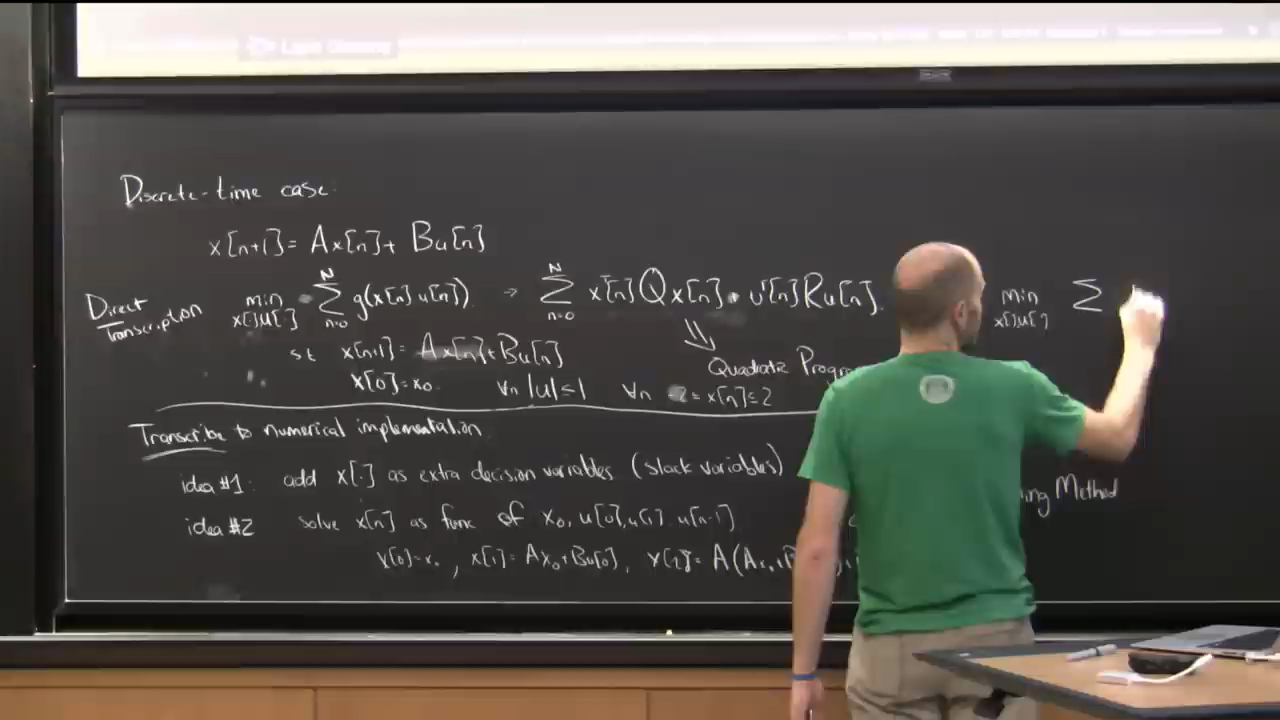 Discrete-time case.
x[n+1] = Ax[n] + Bu[n]
Direct Transcription
min x[·]u[·] Σ n=0 N g(x[n] u[n]) → Σ n=0 N xᵀ[n]Qx[n] + uᵀ[n]Ru[n].
st x[n+1] = Ax[n] + Bu[n]
Quadratic
x[0] = x₀ ∀n |u| ≤ 1 ∀n -2 ≤ x[n] ≤ 2
min x[·]u[·] Σ
Transcribe to numerical implementation
idea #1: add x[·] as extra decision variables (slack variables)
idea #2 solve x[n] as func of x₀, u[0], u[1] u[n-1]
Method
x[0] = x₀, x[1] = Ax₀ + Bu[0], x[2] = A(Ax₀ + B